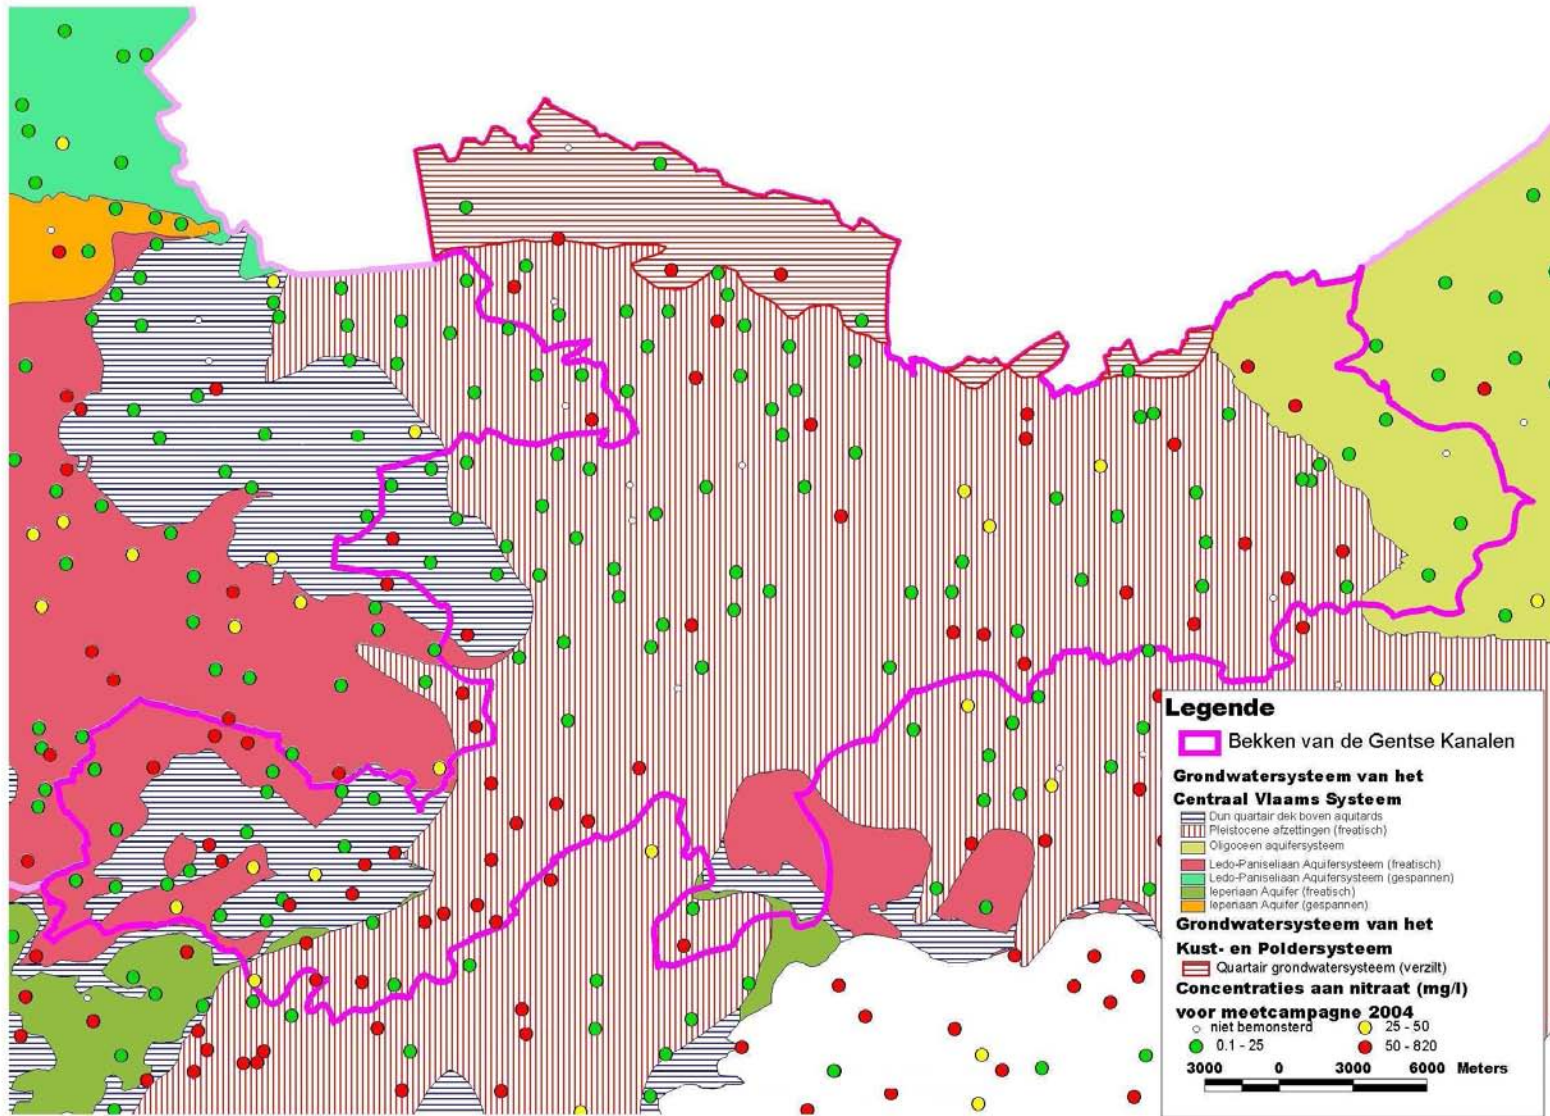 Legende
Bekken van de Gentse Kanalen
Grondwatersysteem van het
Centraal Vlaams Systeem
Dun quartair dek boven aquitards
Pleistocene afzettingen (freatisch)
Oligoceen aquifersysteem
Ledo-Paniseliaan Aquifersysteem (freatisch)
Ledo-Paniseliaan Aquifersysteem (gespannen)
Ieperiaan Aquifer (freatisch)
Ieperiaan Aquifer (gespannen)
Grondwatersysteem van het
Kust- en Poldersysteem
Quartair grondwatersysteem (verzilt)
Concentraties aan nitraat (mg/l)
voor meetcampagne 2004
niet bemonsterd 25 - 50
0.1 - 25 50 - 820
3000 0 3000 6000 Meters